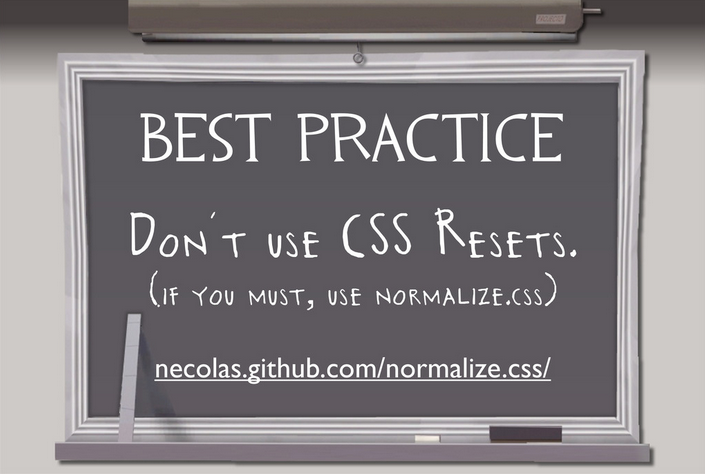 BEST PRACTICE
Don't use CSS Resets.
(if you must, use normalize.css)
necolas.github.com/normalize.css/